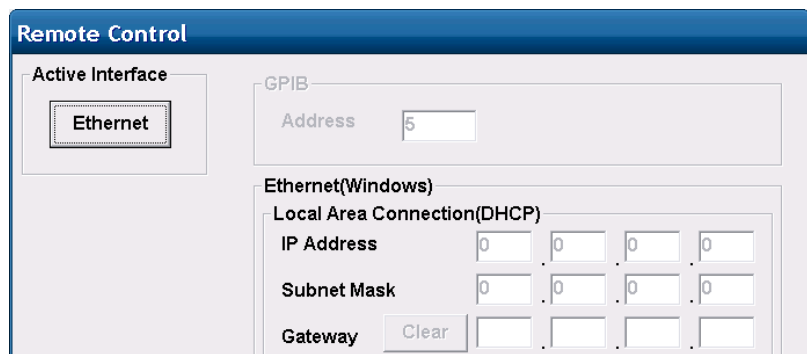 Remote Control
Active Interface
Ethernet
GPIB
Address 5
Ethernet(Windows)
Local Area Connection(DHCP)
IP Address 0 . 0 . 0 . 0
Subnet Mask 0 . 0 . 0 . 0
Gateway Clear . . .